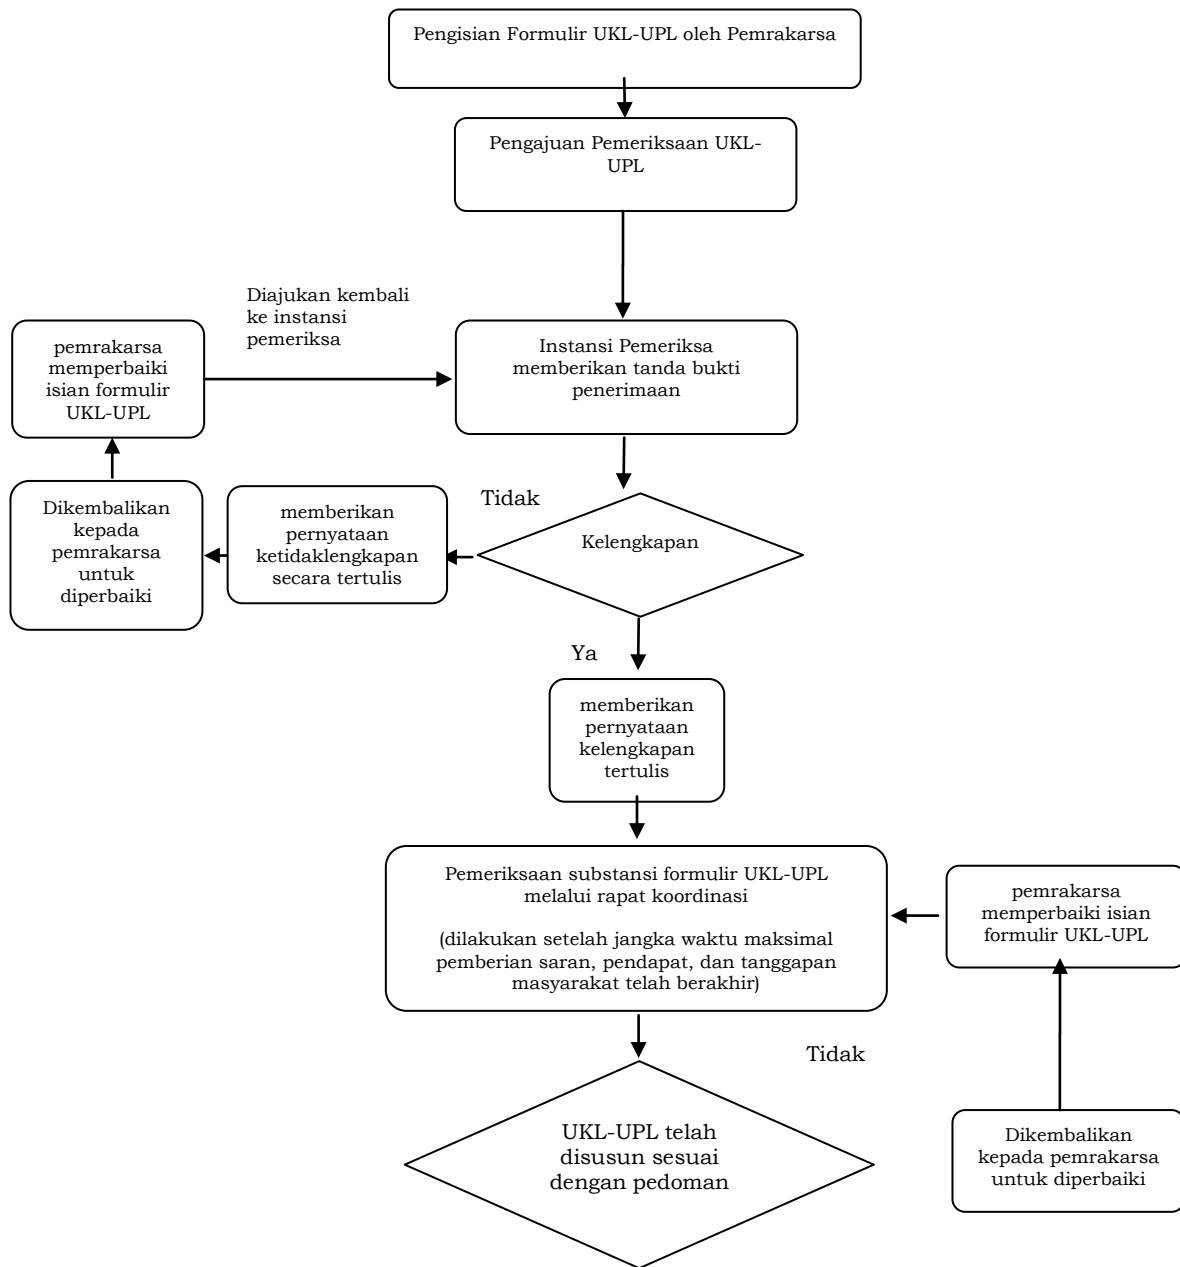 Pengisian Formulir UKL-UPL oleh Pemrakarsa
Pengajuan Pemeriksaan UKL-
UPL
Diajukan kembali
ke instansi
pemeriksa
pemrakarsa
memperbaiki
isian formulir
UKL-UPL
Instansi Pemeriksa
memberikan tanda bukti
penerimaan
Tidak
Kelengkapan
memberikan
pernyataan
ketidaklengkapan
secara tertulis
Dikembalikan
kepada
pemrakarsa
untuk
diperbaiki
Ya
memberikan
pernyataan
kelengkapan
tertulis
Pemeriksaan substansi formulir UKL-UPL
melalui rapat koordinasi
(dilakukan setelah jangka waktu maksimal
pemberian saran, pendapat, dan tanggapan
masyarakat telah berakhir)
pemrakarsa
memperbaiki isian
formulir UKL-UPL
Tidak
UKL-UPL telah
disusun sesuai
dengan pedoman
Dikembalikan
kepada pemrakarsa
untuk diperbaiki